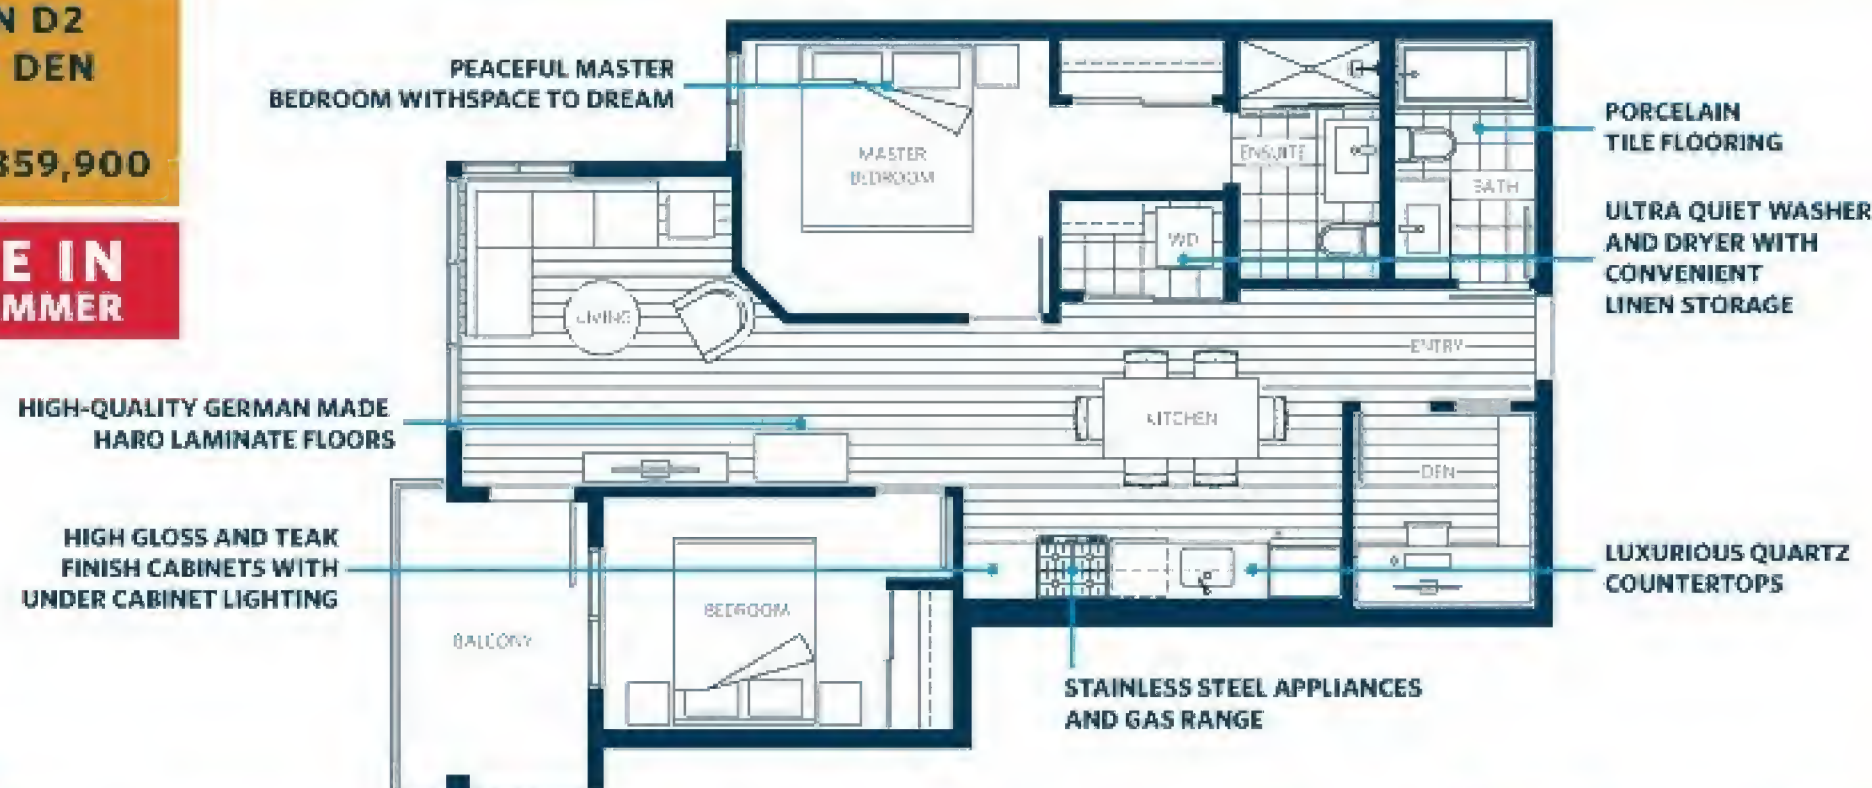 N D2
DEN
359,900
E IN
MMER
PEACEFUL MASTER
BEDROOM WITHSPACE TO DREAM
HIGH-QUALITY GERMAN MADE
HARO LAMINATE FLOORS
HIGH GLOSS AND TEAK
FINISH CABINETS WITH
UNDER CABINET LIGHTING
MASTER
BEDROOM
ENSUITE
BATH
WD
LIVING
ENTRY
KITCHEN
DEN
BEDROOM
BALCONY
PORCELAIN
TILE FLOORING
ULTRA QUIET WASHER
AND DRYER WITH
CONVENIENT
LINEN STORAGE
LUXURIOUS QUARTZ
COUNTERTOPS
STAINLESS STEEL APPLIANCES
AND GAS RANGE